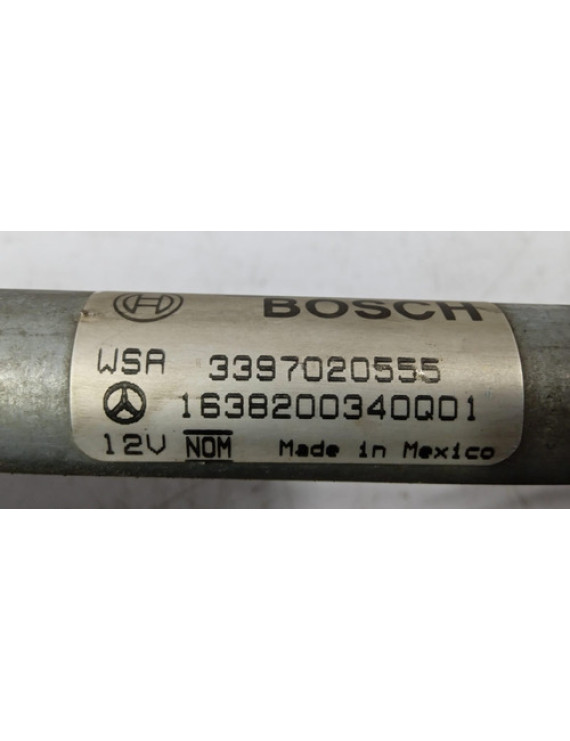 BOSCH
WSA 3397020555
1638200340Q01
12V NOM Made in Mexico